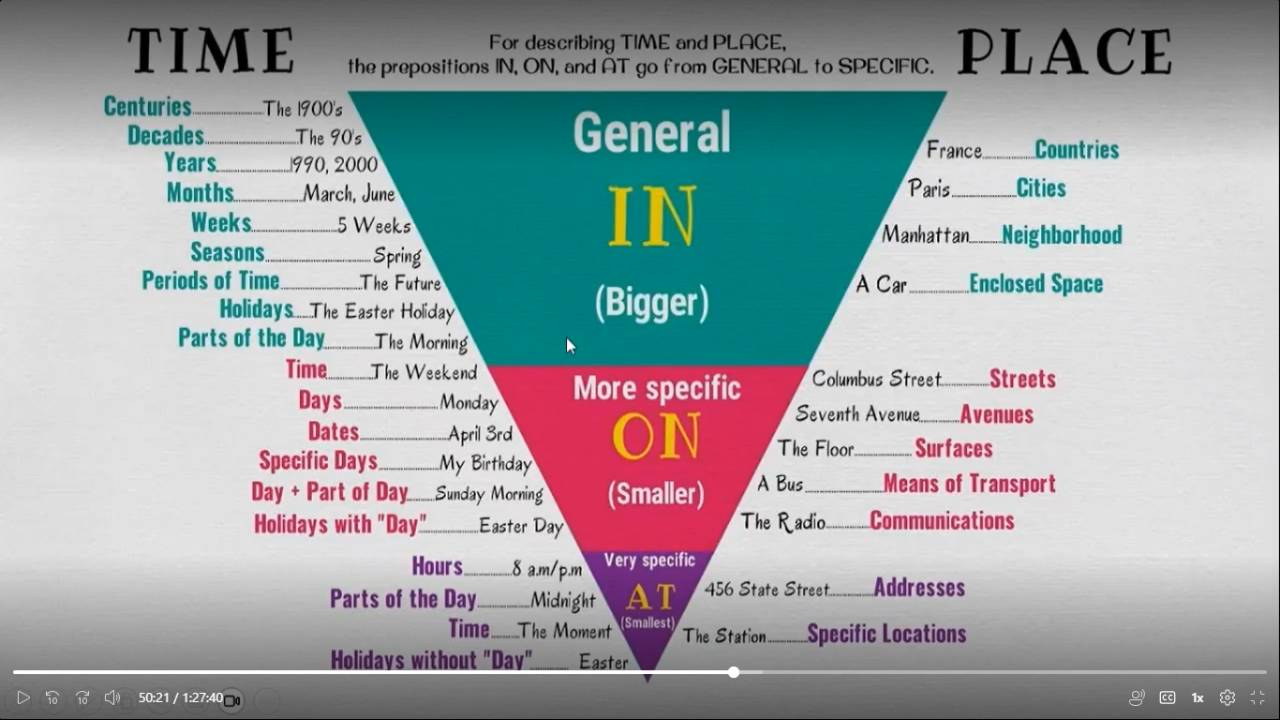 TIME
For describing TIME and PLACE,
the prepositions IN, ON, and AT go from GENERAL to SPECIFIC.
PLACE
Centuries..........The 1900's
Decades..........The 90's
Years..........1990, 2000
Months..........March, June
Weeks..........5 Weeks
Seasons..........Spring
Periods of Time..........The Future
Holidays.....The Easter Holiday
Parts of the Day..........The Morning
Time..........The Weekend
Days..........Monday
Dates..........April 3rd
Specific Days..........My Birthday
Day + Part of Day.....Sunday Morning
Holidays with "Day"..........Easter Day
Hours..........8 a.m/p.m
Parts of the Day..........Midnight
Time.....The Moment
Holidays without "Day"..........Easter
General
IN
(Bigger)
More specific
ON
(Smaller)
Very specific
AT
(Smallest)
France..........Countries
Paris..........Cities
Manhattan.....Neighborhood
A Car..........Enclosed Space
Columbus Street..........Streets
Seventh Avenue.....Avenues
The Floor..........Surfaces
A Bus..........Means of Transport
The Radio.....Communications
456 State Street.....Addresses
The Station.....Specific Locations
10
10
50:21 / 1:27:40
CC
1x